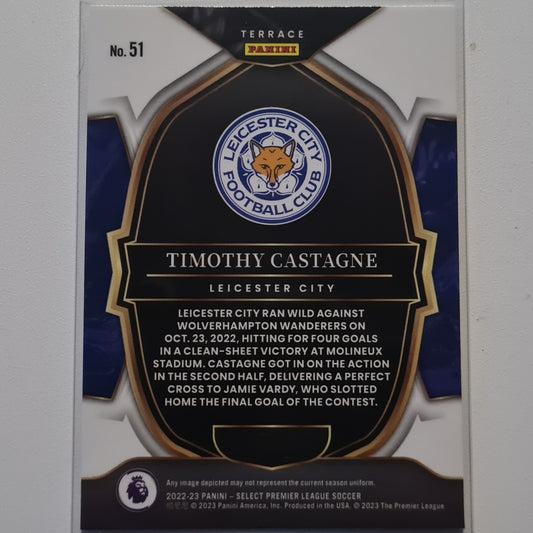 TERRACE
No. 51
PANINI
LEICESTER CITY
FOOTBALL CLUB
TIMOTHY CASTAGNE
LEICESTER CITY
LEICESTER CITY RAN WILD AGAINST
WOLVERHAMPTON WANDERERS ON
OCT. 23, 2022, HITTING FOR FOUR GOALS
IN A CLEAN-SHEET VICTORY AT MOLINEUX
STADIUM. CASTAGNE GOT IN ON THE ACTION
IN THE SECOND HALF, DELIVERING A PERFECT
CROSS TO JAMIE VARDY, WHO SLOTTED
HOME THE FINAL GOAL OF THE CONTEST.
Any image depicted may not represent the current season uniform.
2022-23 PANINI – SELECT PREMIER LEAGUE SOCCER
© 2023 Panini America, Inc. Produced in the USA. © 2023 The Premier League